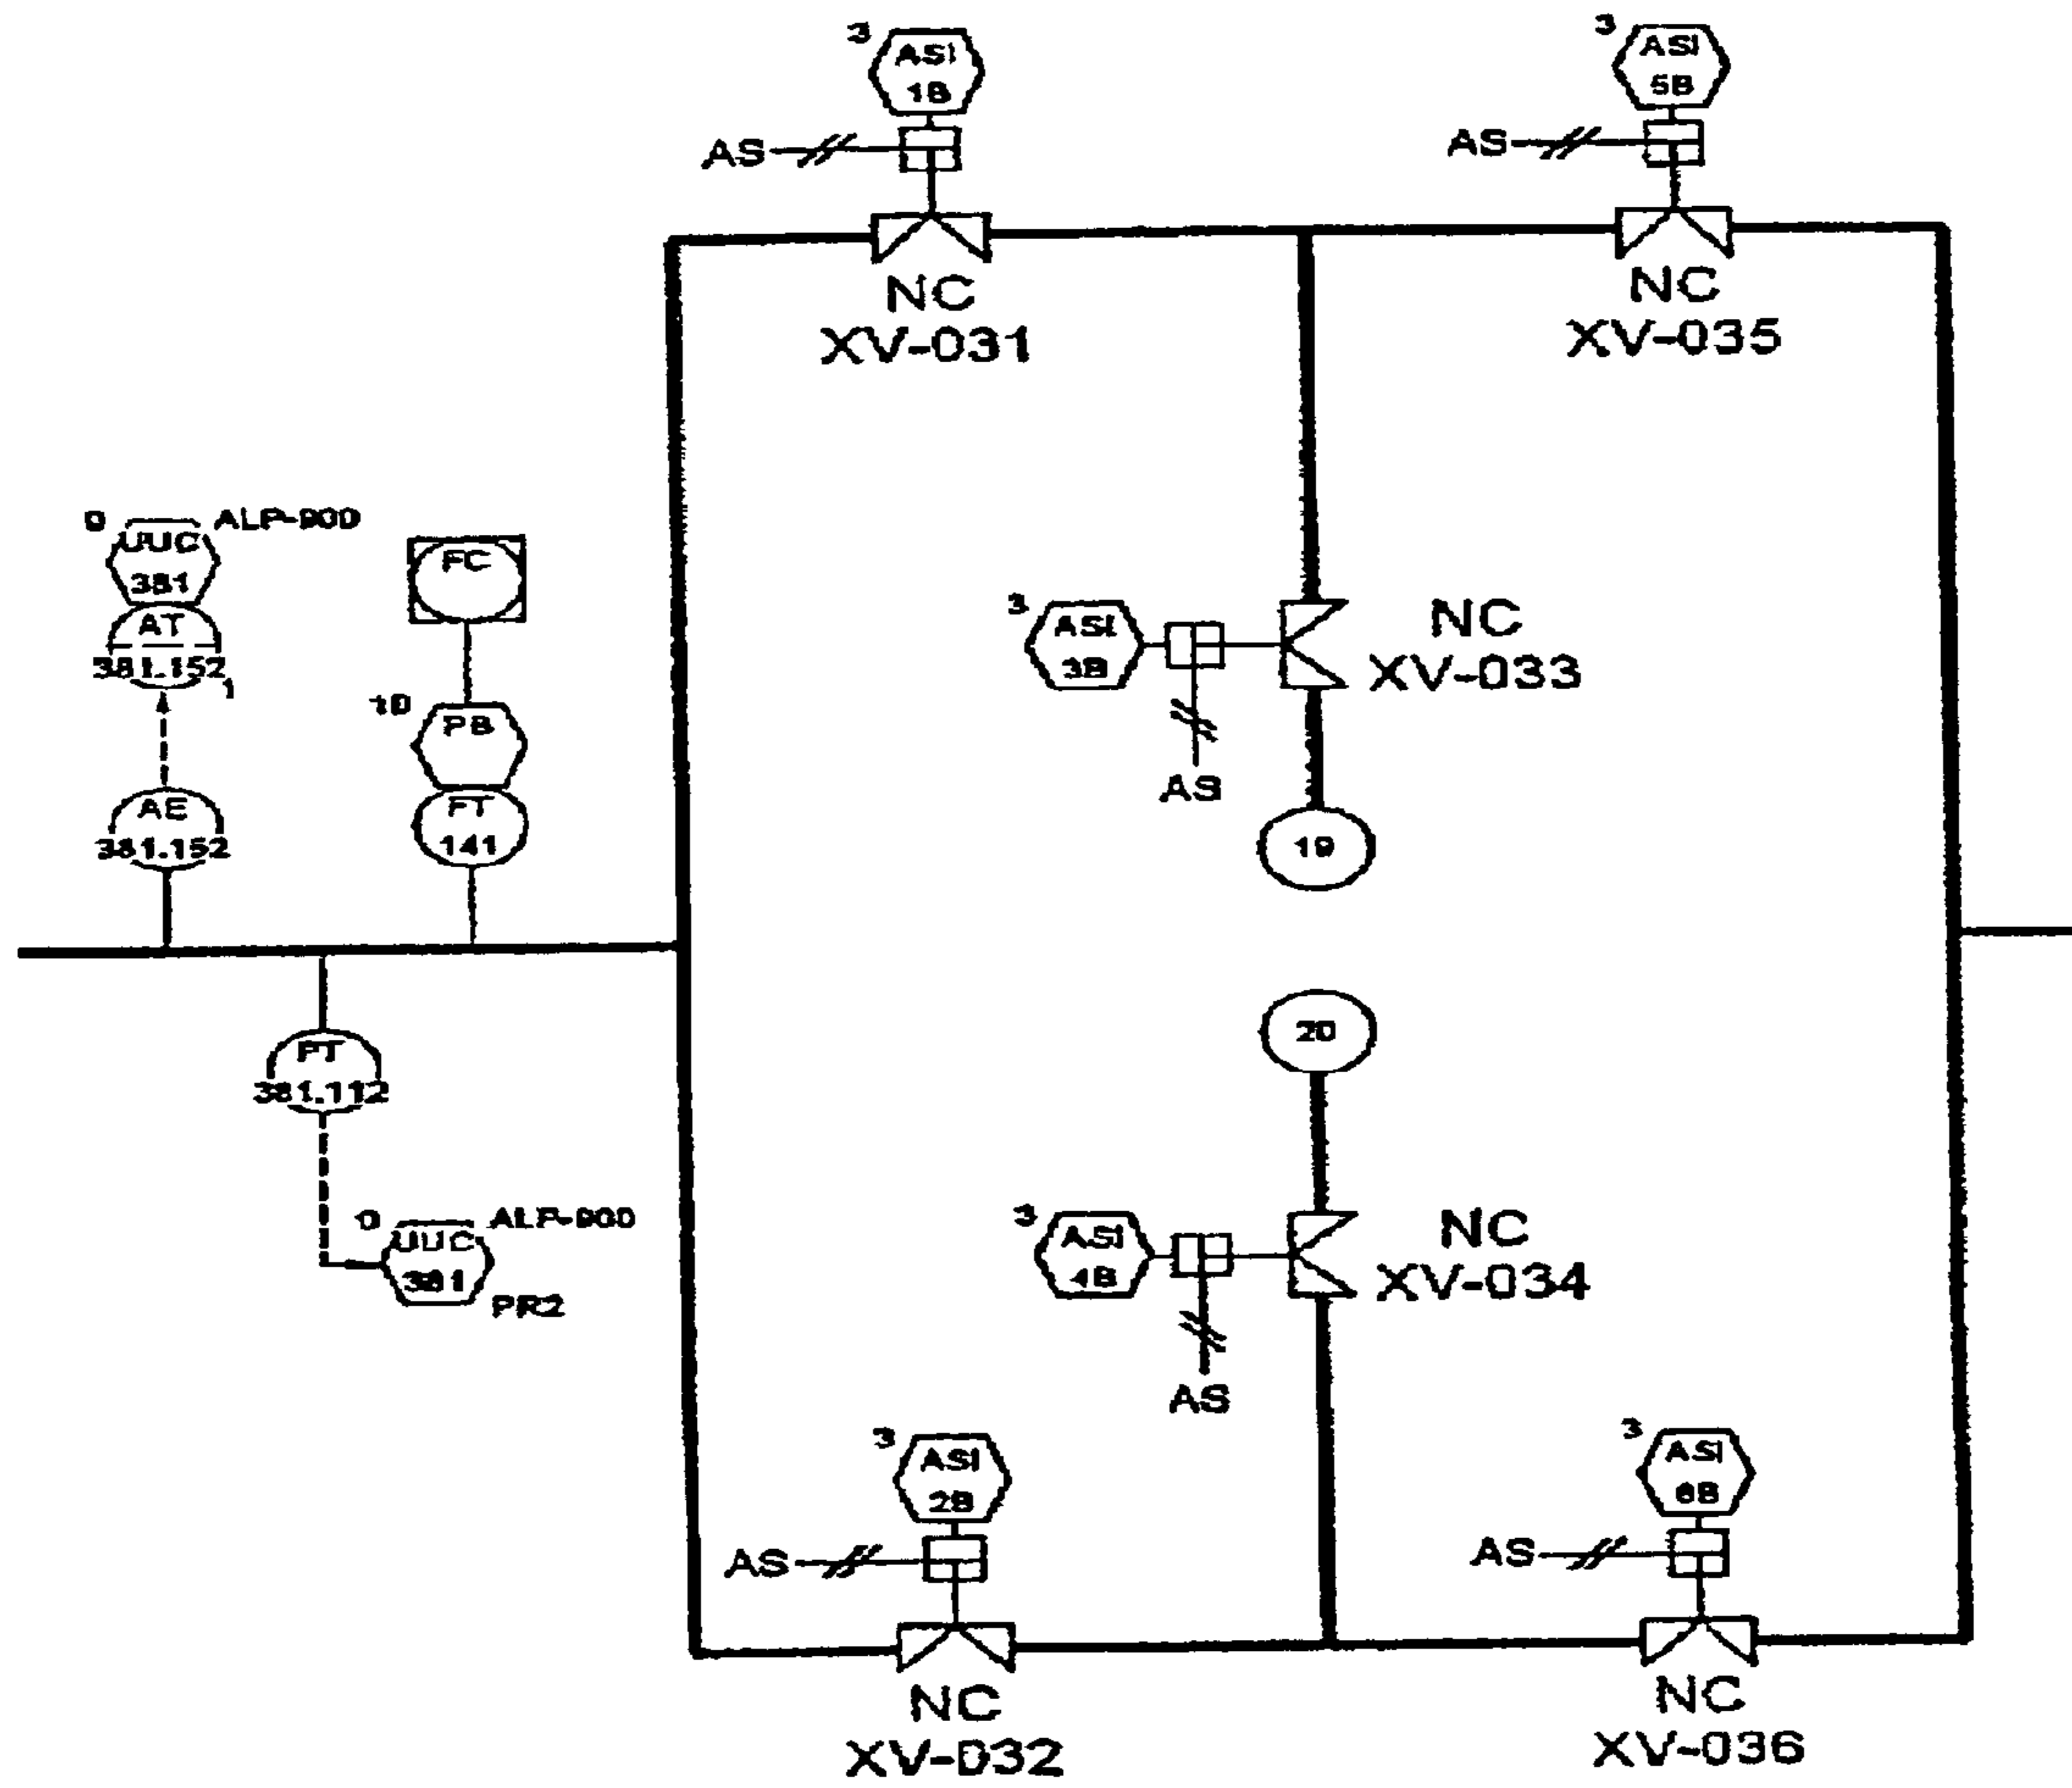 3
ASI
1B
AS
NC
XV-031
3
ASI
5B
AS
NC
XV-035
0
UUC
381
ALP-900
AT
381.152
1
AE
381.152
FC
10
PB
FT
141
3
ASI
3B
AS
NC
XV-033
19
20
PT
381.112
0
UUC
381
ALP-900
PR2
3
ASI
4B
AS
NC
XV-034
3
ASI
2B
AS
NC
XV-032
3
ASI
6B
AS
NC
XV-036